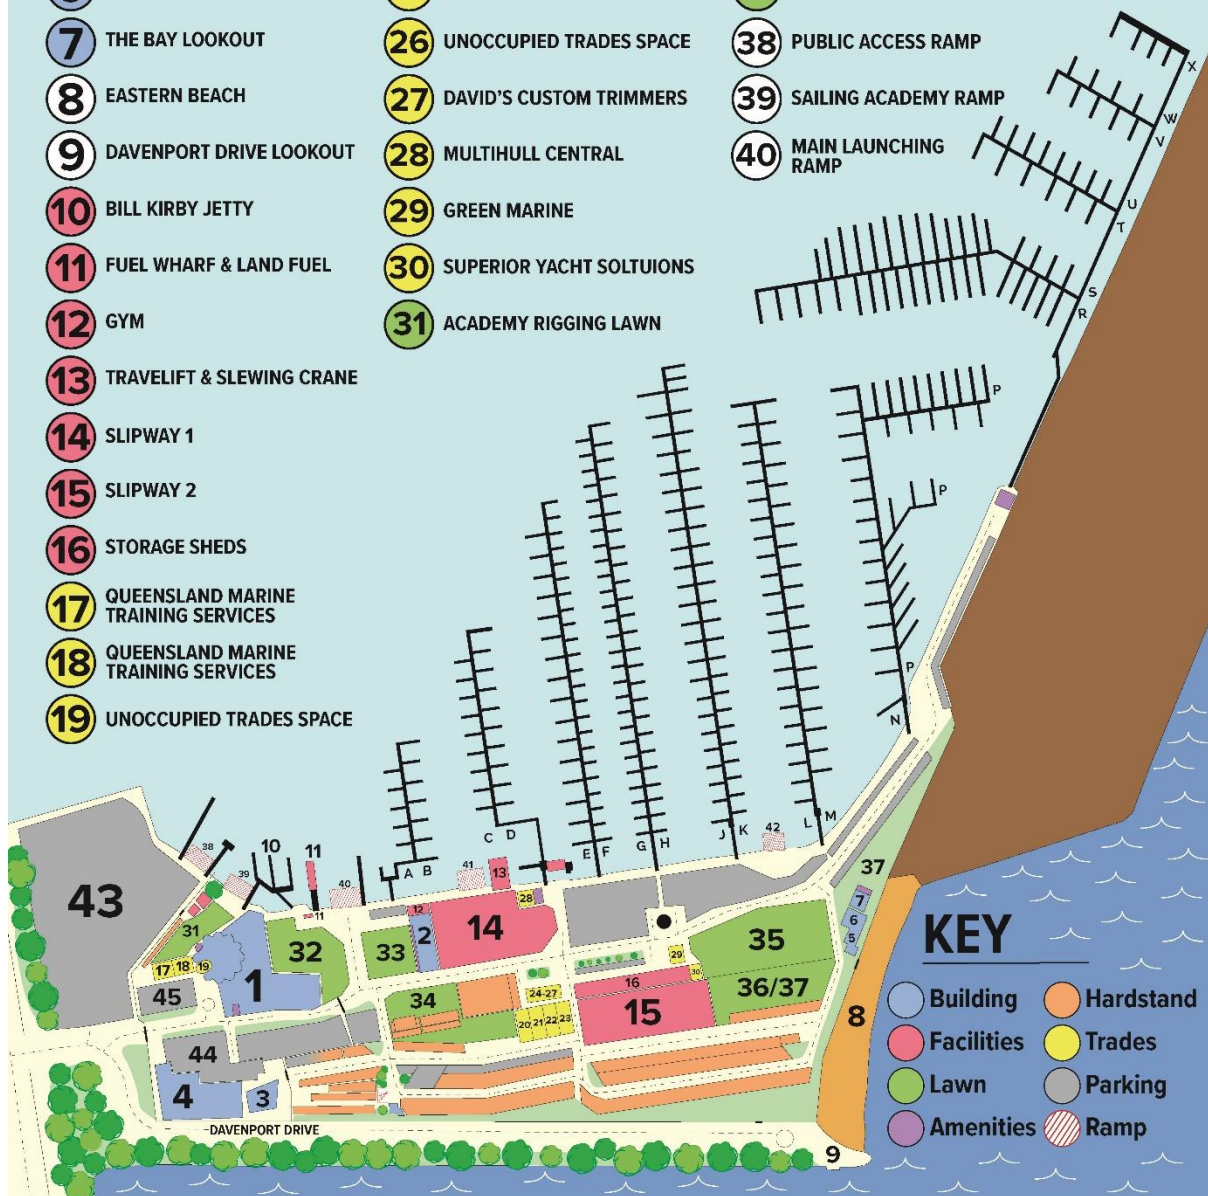 7 THE BAY LOOKOUT
8 EASTERN BEACH
9 DAVENPORT DRIVE LOOKOUT
10 BILL KIRBY JETTY
11 FUEL WHARF & LAND FUEL
12 GYM
13 TRAVELIFT & SLEWING CRANE
14 SLIPWAY 1
15 SLIPWAY 2
16 STORAGE SHEDS
17 QUEENSLAND MARINE
TRAINING SERVICES
18 QUEENSLAND MARINE
TRAINING SERVICES
19 UNOCCUPIED TRADES SPACE
26 UNOCCUPIED TRADES SPACE
27 DAVID'S CUSTOM TRIMMERS
28 MULTIHULL CENTRAL
29 GREEN MARINE
30 SUPERIOR YACHT SOLTUIONS
31 ACADEMY RIGGING LAWN
38 PUBLIC ACCESS RAMP
39 SAILING ACADEMY RAMP
40 MAIN LAUNCHING
RAMP
X
W
V
U
T
S
R
P
P
P
N
M
L
42
K
J
H
G
F
E
D
C
B
A
41
13
28
40
11
11
10
39
38
43
31
17 18 19
45
1
32
33
12
2
14
34
24-27
20 21 22 23
16
15
29
30
35
36/37
37
7
6
5
8
9
44
4
3
DAVENPORT DRIVE
KEY
Building Hardstand
Facilities Trades
Lawn Parking
Amenities Ramp